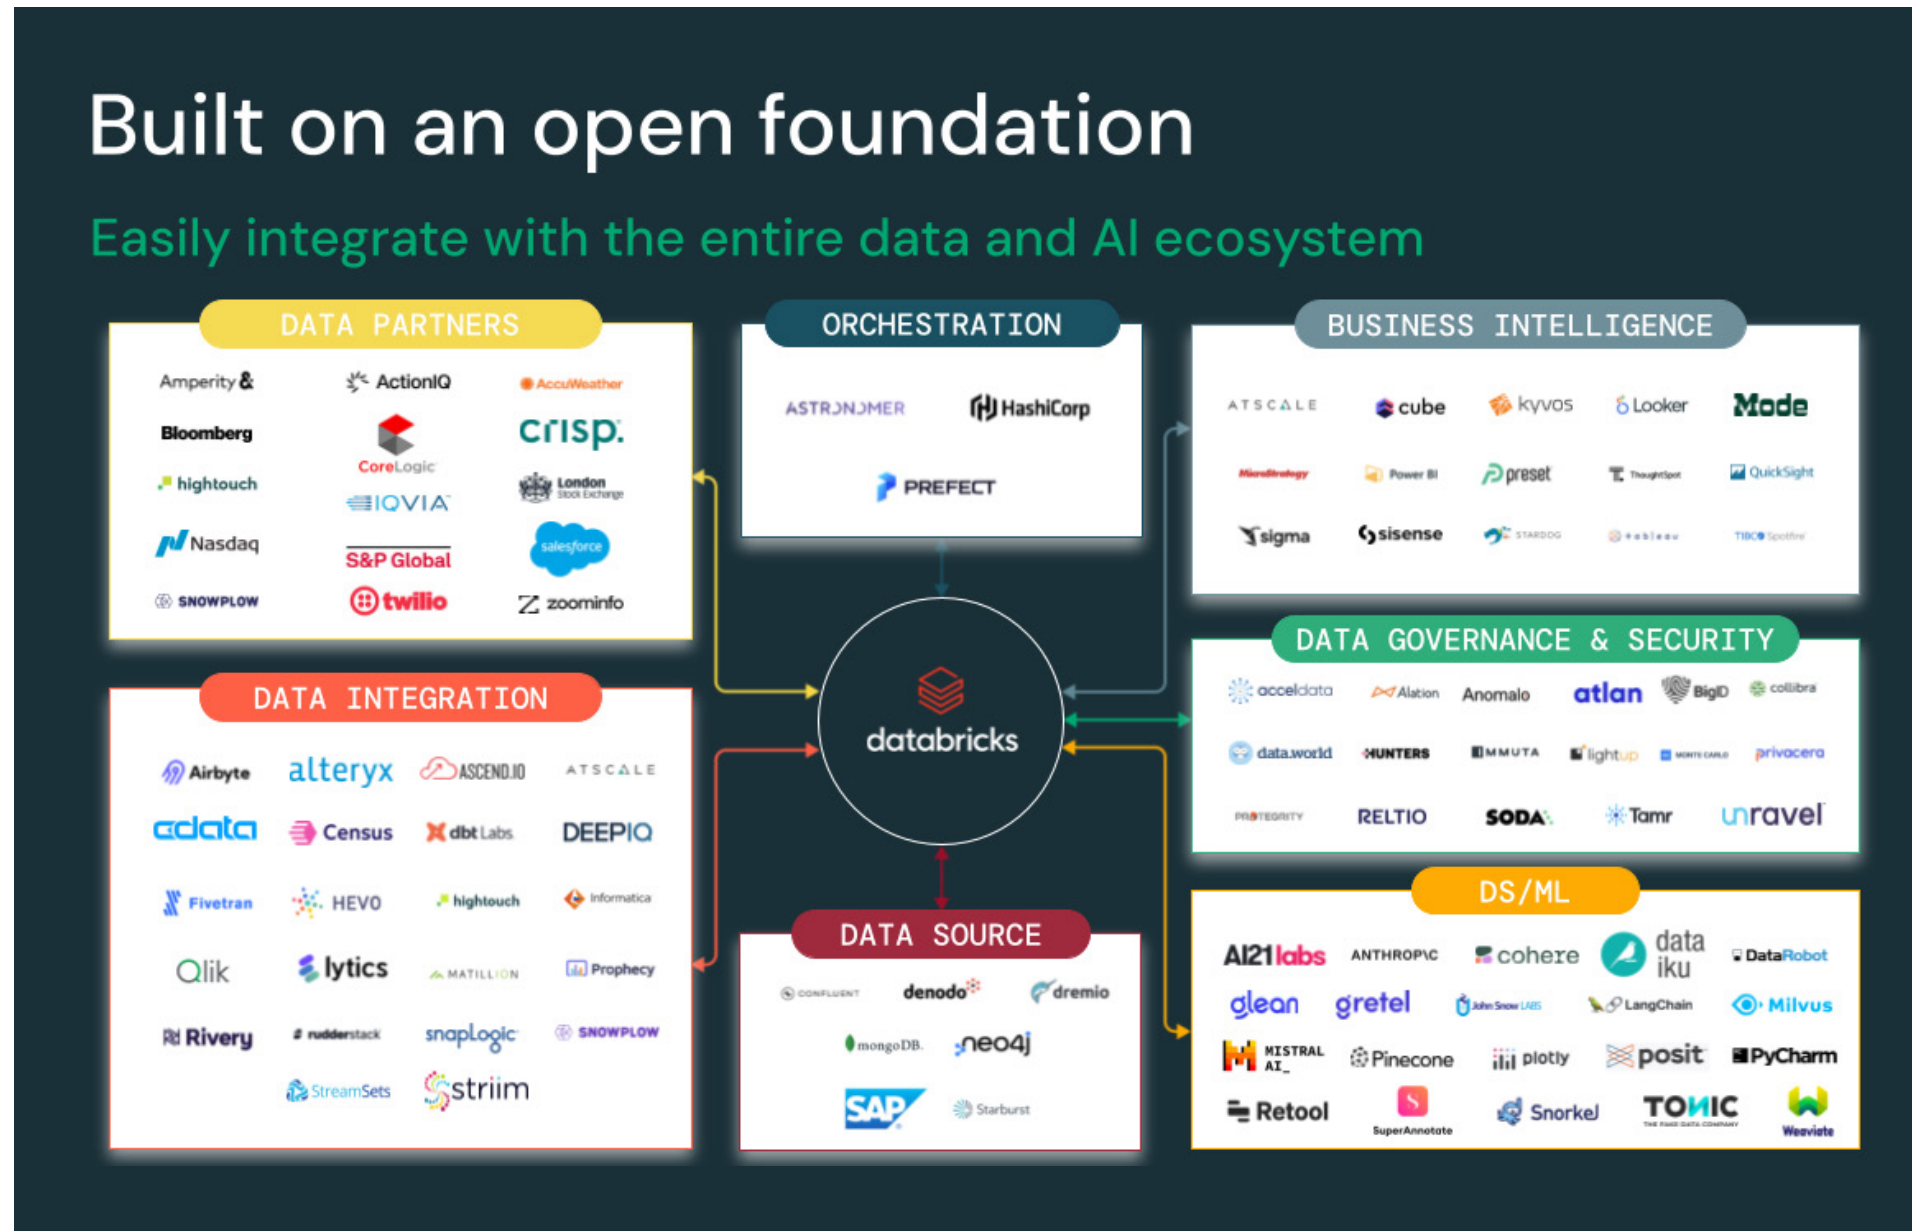 Built on an open foundation
Easily integrate with the entire data and AI ecosystem
DATA PARTNERS
Amperity & ActionIQ AccuWeather
Bloomberg CoreLogic crisp.
hightouch IQVIA London Stock Exchange
Nasdaq S&P Global salesforce
SNOWPLOW twilio zoominfo
ORCHESTRATION
ASTRONOMER HashiCorp
PREFECT
BUSINESS INTELLIGENCE
ATSCALE cube kyvos Looker Mode
MicroStrategy Power BI preset ThoughtSpot QuickSight
sigma sisense STARDOG tableau TIBCO Spotfire
DATA INTEGRATION
Airbyte alteryx ASCEND.IO ATSCALE
cdata Census dbt Labs DEEPIQ
Fivetran HEVO hightouch Informatica
Qlik lytics MATILLION Prophecy
Rivery rudderstack snapLogic SNOWPLOW
StreamSets striim
databricks
DATA GOVERNANCE & SECURITY
acceldata Alation Anomalo atlan BigID collibra
data.world HUNTERS IMMUTA lightup MONTE CARLO privacera
PROTEGRITY RELTIO SODA Tamr unravel
DATA SOURCE
CONFLUENT denodo dremio
mongoDB. neo4j
SAP Starburst
DS/ML
AI21labs ANTHROP\C cohere data iku DataRobot
glean gretel John Snow LABS LangChain Milvus
MISTRAL AI_ Pinecone plotly posit PyCharm
Retool S SuperAnnotate Snorkel TONIC THE FAKE DATA COMPANY Weaviate